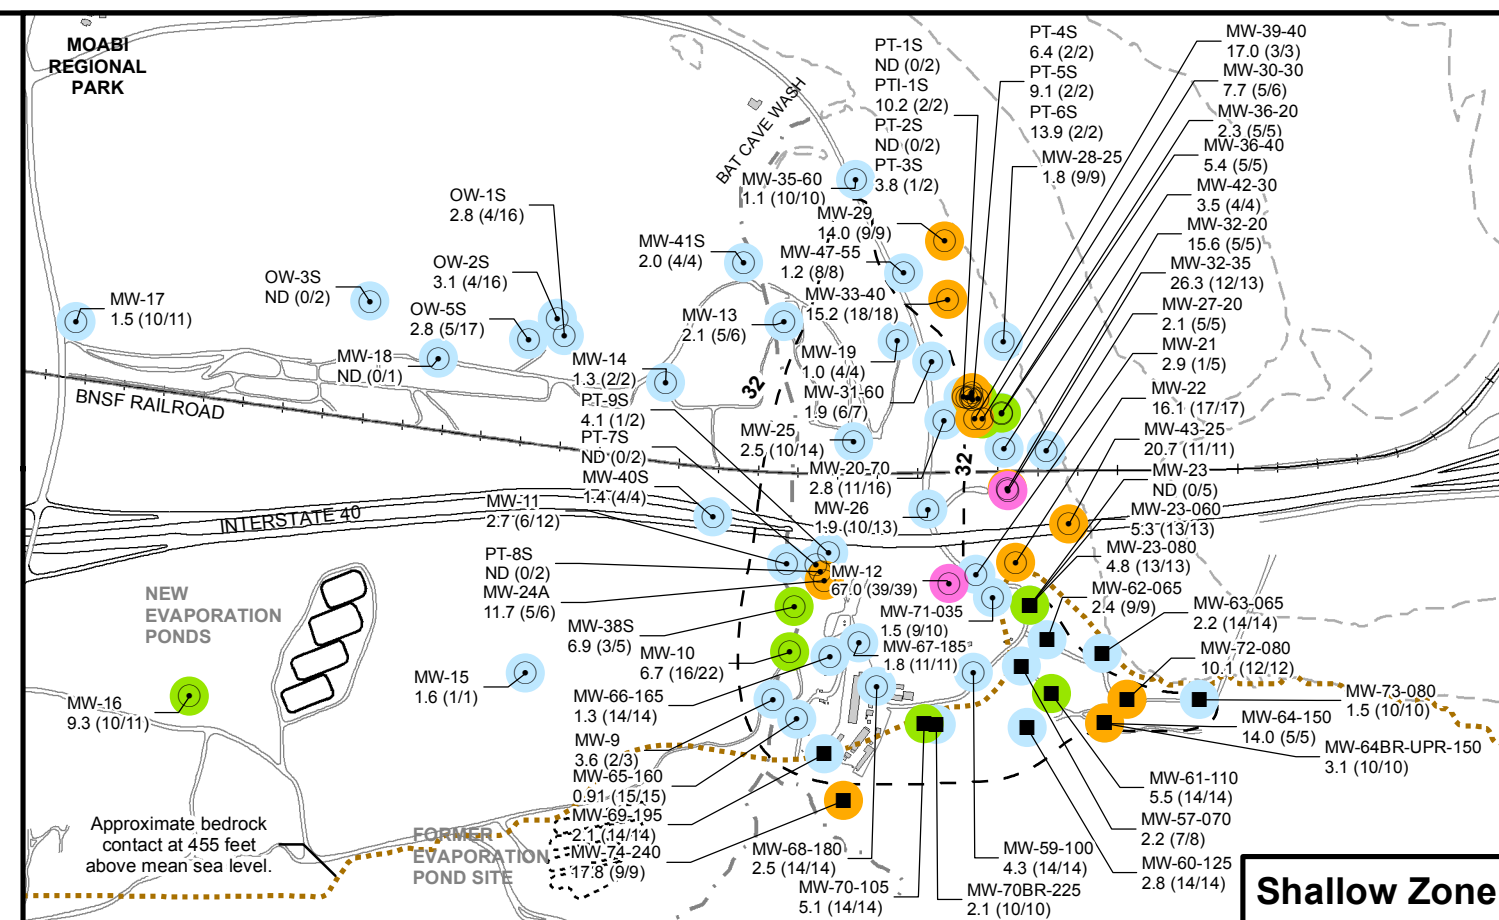 MOABI
REGIONAL
PARK
BAT CAVE WASH
PT-1S
ND (0/2)
PTI-1S
10.2 (2/2)
PT-2S
ND (0/2)
PT-3S
3.8 (1/2)
PT-4S
6.4 (2/2)
PT-5S
9.1 (2/2)
PT-6S
13.9 (2/2)
MW-28-25
1.8 (9/9)
MW-39-40
17.0 (3/3)
MW-30-30
7.7 (5/6)
MW-36-20
2.3 (5/5)
MW-36-40
5.4 (5/5)
MW-42-30
3.5 (4/4)
MW-32-20
15.6 (5/5)
MW-32-35
26.3 (12/13)
MW-27-20
2.1 (5/5)
MW-21
2.9 (1/5)
MW-22
16.1 (17/17)
MW-43-25
20.7 (11/11)
MW-23
ND (0/5)
MW-23-060
5.3 (13/13)
MW-23-080
4.8 (13/13)
MW-62-065
2.4 (9/9)
MW-63-065
2.2 (14/14)
MW-72-080
10.1 (12/12)
MW-73-080
1.5 (10/10)
MW-64-150
14.0 (5/5)
MW-64BR-UPR-150
3.1 (10/10)
MW-61-110
5.5 (14/14)
MW-57-070
2.2 (7/8)
MW-60-125
2.8 (14/14)
MW-35-60
1.1 (10/10)
MW-29
14.0 (9/9)
MW-47-55
1.2 (8/8)
MW-33-40
15.2 (18/18)
MW-41S
2.0 (4/4)
MW-13
2.1 (5/6)
MW-19
1.0 (4/4)
MW-31-60
1.9 (6/7)
OW-1S
2.8 (4/16)
OW-2S
3.1 (4/16)
OW-3S
ND (0/2)
OW-5S
2.8 (5/17)
MW-17
1.5 (10/11)
MW-18
ND (0/1)
MW-14
1.3 (2/2)
PT-9S
4.1 (1/2)
PT-7S
ND (0/2)
MW-40S
1.4 (4/4)
MW-25
2.5 (10/14)
MW-20-70
2.8 (11/16)
MW-26
1.9 (10/13)
32
32
BNSF RAILROAD
INTERSTATE 40
MW-11
2.7 (6/12)
PT-8S
ND (0/2)
MW-24A
11.7 (5/6)
MW-12
67.0 (39/39)
MW-71-035
1.5 (9/10)
MW-67-185
1.8 (11/11)
MW-38S
6.9 (3/5)
MW-10
6.7 (16/22)
MW-15
1.6 (1/1)
MW-16
9.3 (10/11)
NEW
EVAPORATION
PONDS
MW-66-165
1.3 (14/14)
MW-9
3.6 (2/3)
MW-65-160
0.91 (15/15)
MW-69-195
2.1 (14/14)
MW-74-240
17.8 (9/9)
FORMER
EVAPORATION
POND SITE
Approximate bedrock
contact at 455 feet
above mean sea level.
MW-68-180
2.5 (14/14)
MW-70-105
5.1 (14/14)
MW-59-100
4.3 (14/14)
MW-70BR-225
2.1 (10/10)
Shallow Zone